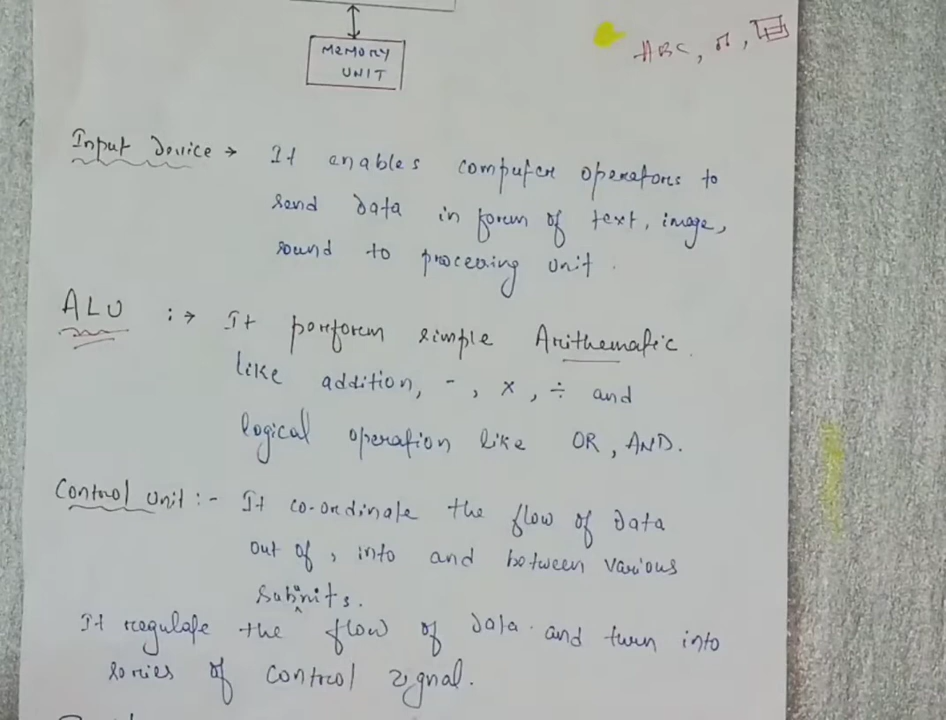 MEMORY
UNIT
ABC,
Input Device → It enables computer operators to
send data in form of text, image,
sound to processing unit.
ALU :→ It perform simple Arithematic.
like addition, -, ×, ÷ and
logical operation like OR, AND.
Control unit:- It co-ordinate the flow of data
out of, into and between various
subunits.
It regulate the flow of data and turn into
series of control signal.